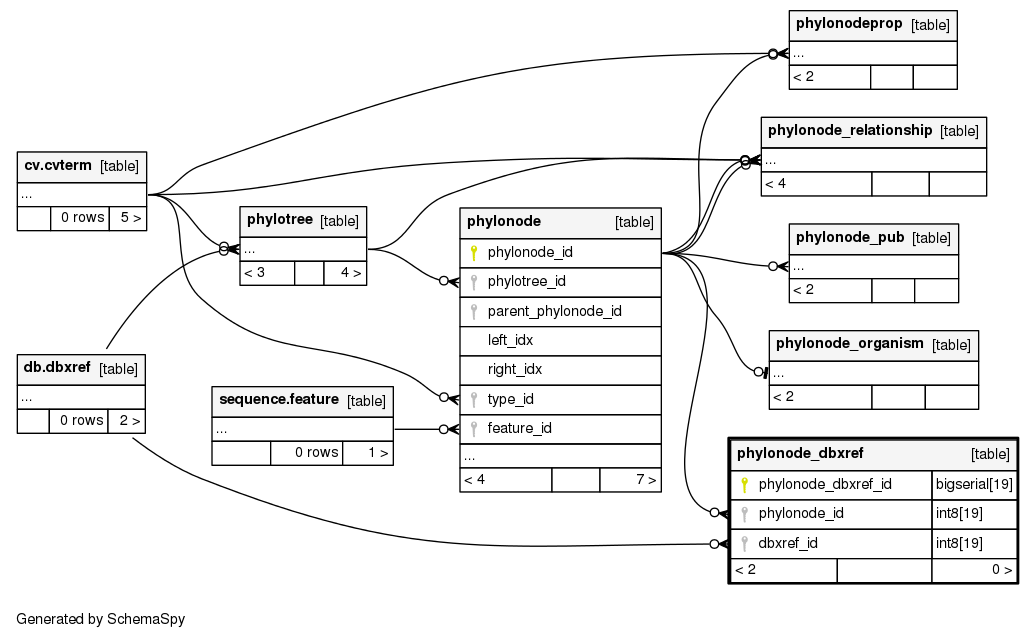 phylonodeprop [table]
...
< 2
phylonode_relationship [table]
...
< 4
cv.cvterm [table]
...
0 rows 5 >
phylotree [table]
...
< 3 4 >
phylonode [table]
phylonode_id
phylotree_id
parent_phylonode_id
left_idx
right_idx
type_id
feature_id
...
< 4 7 >
phylonode_pub [table]
...
< 2
phylonode_organism [table]
...
< 2
db.dbxref [table]
...
0 rows 2 >
sequence.feature [table]
...
0 rows 1 >
phylonode_dbxref [table]
phylonode_dbxref_id bigserial[19]
phylonode_id int8[19]
dbxref_id int8[19]
< 2 0 >
Generated by SchemaSpy